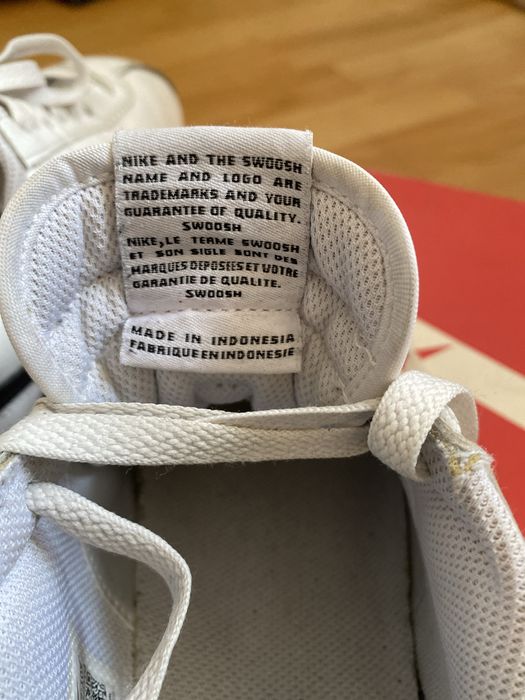 NIKE AND THE SWOOSH
NAME AND LOGO ARE
TRADEMARKS AND YOUR
GUARANTEE OF QUALITY.
SWOOSH
NIKE,LE TERME SWOOSH
ET SON SIGLE SONT DES
MARQUES DEPOSEES ET VOTRE
GARANTIE DE QUALITE.
SWOOSH
MADE IN INDONESIA
FABRIQUE EN INDONESIE